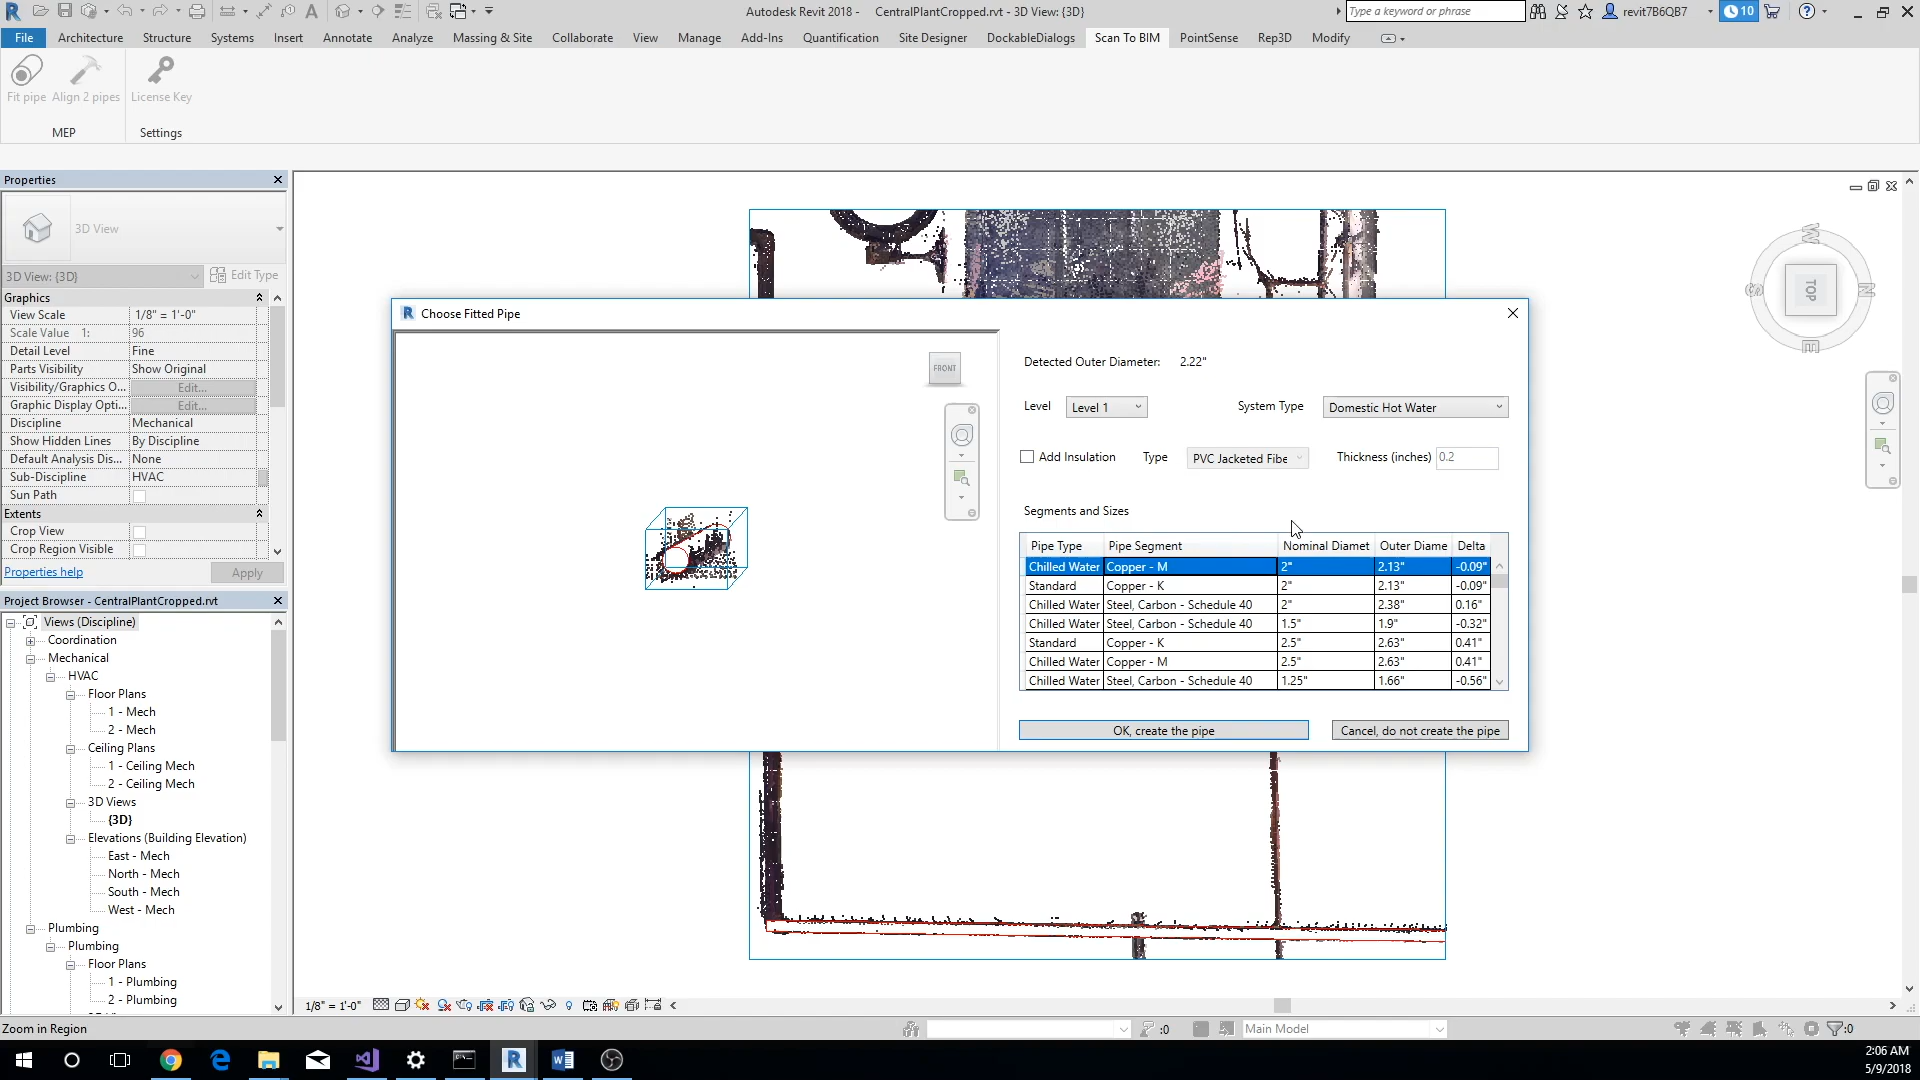 Autodesk Revit 2018 - CentralPlantCropped.rvt - 3D View: {3D}
Type a keyword or phrase
revit7B6QB7
10
File Architecture Structure Systems Insert Annotate Analyze Massing & Site Collaborate View Manage Add-Ins Quantification Site Designer DockableDialogs Scan To BIM PointSense Rep3D Modify
Fit pipe Align 2 pipes License Key
MEP Settings
Properties
3D View
3D View: {3D} Edit Type
Graphics
View Scale 1/8" = 1'-0"
Scale Value 1: 96
Detail Level Fine
Parts Visibility Show Original
Visibility/Graphics O... Edit...
Graphic Display Opti... Edit...
Discipline Mechanical
Show Hidden Lines By Discipline
Default Analysis Dis... None
Sub-Discipline HVAC
Sun Path
Extents
Crop View
Crop Region Visible
Properties help Apply
Project Browser - CentralPlantCropped.rvt
Views (Discipline)
Coordination
Mechanical
HVAC
Floor Plans
1 - Mech
2 - Mech
Ceiling Plans
1 - Ceiling Mech
2 - Ceiling Mech
3D Views
{3D}
Elevations (Building Elevation)
East - Mech
North - Mech
South - Mech
West - Mech
Plumbing
Plumbing
Floor Plans
1 - Plumbing
2 - Plumbing
W
S TOP N
E
Choose Fitted Pipe
FRONT
Detected Outer Diameter: 2.22"
Level Level 1 System Type Domestic Hot Water
Add Insulation Type PVC Jacketed Fibe Thickness (inches) 0.2
Segments and Sizes
Pipe Type Pipe Segment Nominal Diamet Outer Diame Delta
Chilled Water Copper - M 2" 2.13" -0.09"
Standard Copper - K 2" 2.13" -0.09"
Chilled Water Steel, Carbon - Schedule 40 2" 2.38" 0.16"
Chilled Water Steel, Carbon - Schedule 40 1.5" 1.9" -0.32"
Standard Copper - K 2.5" 2.63" 0.41"
Chilled Water Copper - M 2.5" 2.63" 0.41"
Chilled Water Steel, Carbon - Schedule 40 1.25" 1.66" -0.56"
OK, create the pipe Cancel, do not create the pipe
1/8" = 1'-0"
Zoom in Region :0 Main Model :0
2:06 AM
5/9/2018